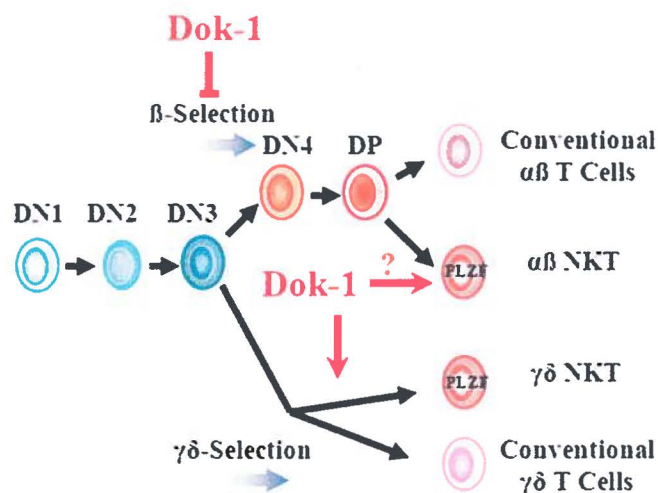 Dok-1
ß-Selection
DN4
DP
Conventional
αß T Cells
DN1
DN2
DN3
?
Dok-1
PLZF
αß NKT
PLZF
γδ NKT
γδ-Selection
Conventional
γδ T Cells